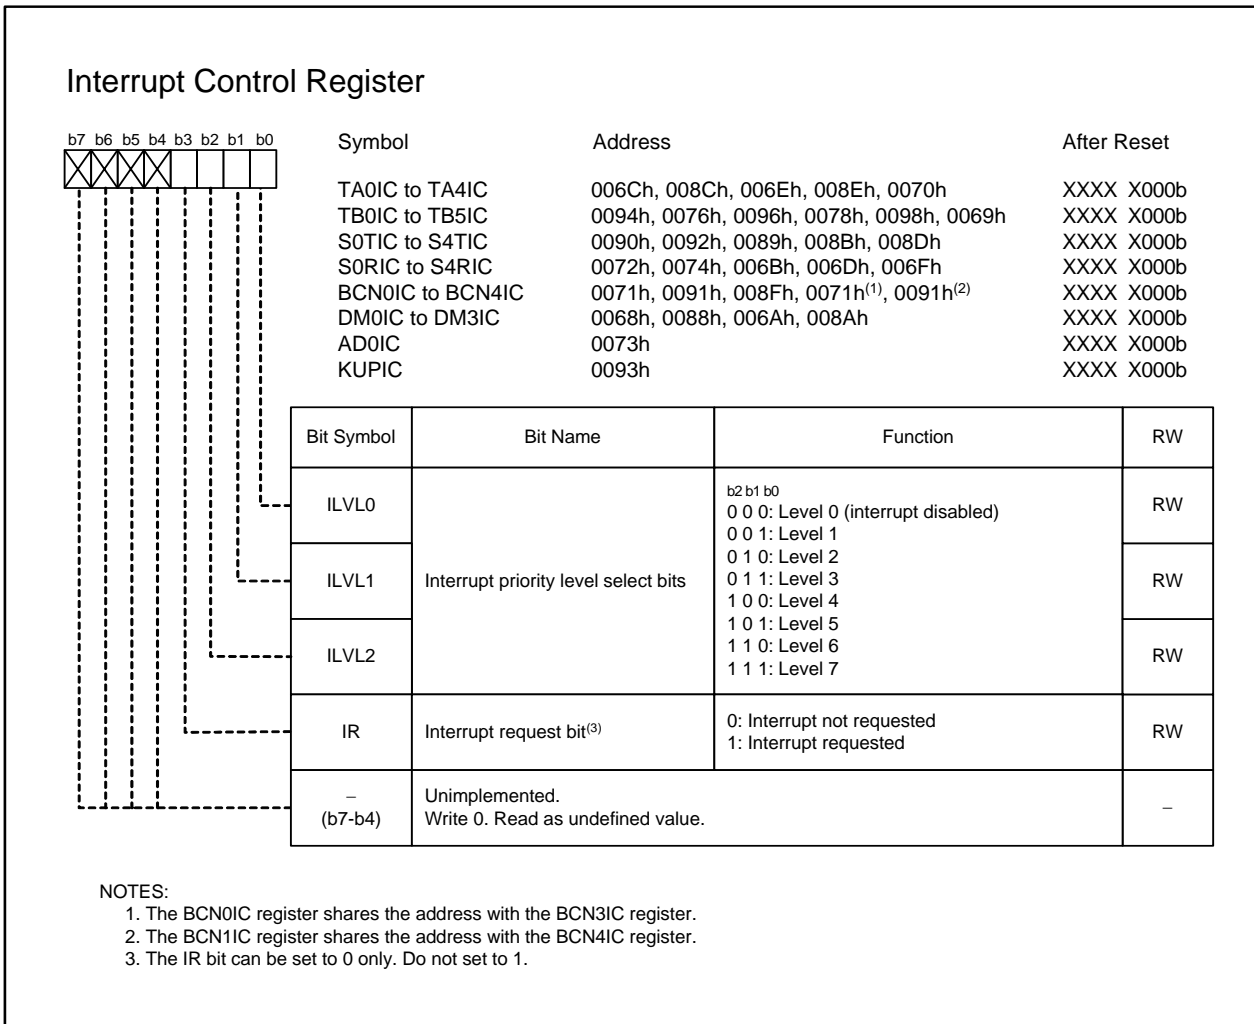 Interrupt Control Register
b7 b6 b5 b4 b3 b2 b1 b0
Symbol Address After Reset
TA0IC to TA4IC 006Ch, 008Ch, 006Eh, 008Eh, 0070h XXXX X000b
TB0IC to TB5IC 0094h, 0076h, 0096h, 0078h, 0098h, 0069h XXXX X000b
S0TIC to S4TIC 0090h, 0092h, 0089h, 008Bh, 008Dh XXXX X000b
S0RIC to S4RIC 0072h, 0074h, 006Bh, 006Dh, 006Fh XXXX X000b
BCN0IC to BCN4IC 0071h, 0091h, 008Fh, 0071h(1), 0091h(2) XXXX X000b
DM0IC to DM3IC 0068h, 0088h, 006Ah, 008Ah XXXX X000b
AD0IC 0073h XXXX X000b
KUPIC 0093h XXXX X000b
Bit Symbol Bit Name Function RW
ILVL0 RW
ILVL1 RW
ILVL2 RW
Interrupt priority level select bits
b2 b1 b0
0 0 0: Level 0 (interrupt disabled)
0 0 1: Level 1
0 1 0: Level 2
0 1 1: Level 3
1 0 0: Level 4
1 0 1: Level 5
1 1 0: Level 6
1 1 1: Level 7
IR Interrupt request bit(3) RW
0: Interrupt not requested
1: Interrupt requested
– 
(b7-b4)
Unimplemented.
Write 0. Read as undefined value.
–
NOTES:
1. The BCN0IC register shares the address with the BCN3IC register.
2. The BCN1IC register shares the address with the BCN4IC register.
3. The IR bit can be set to 0 only. Do not set to 1.